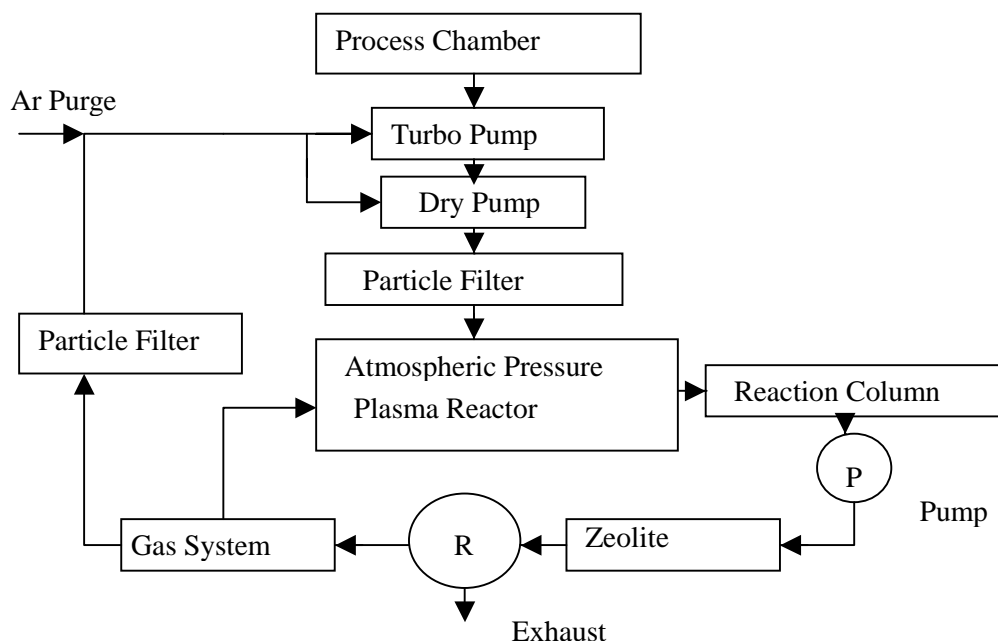 Process Chamber
Ar Purge
Turbo Pump
Dry Pump
Particle Filter
Particle Filter
Atmospheric Pressure
Plasma Reactor
Reaction Column
P
Pump
Gas System
R
Zeolite
Exhaust